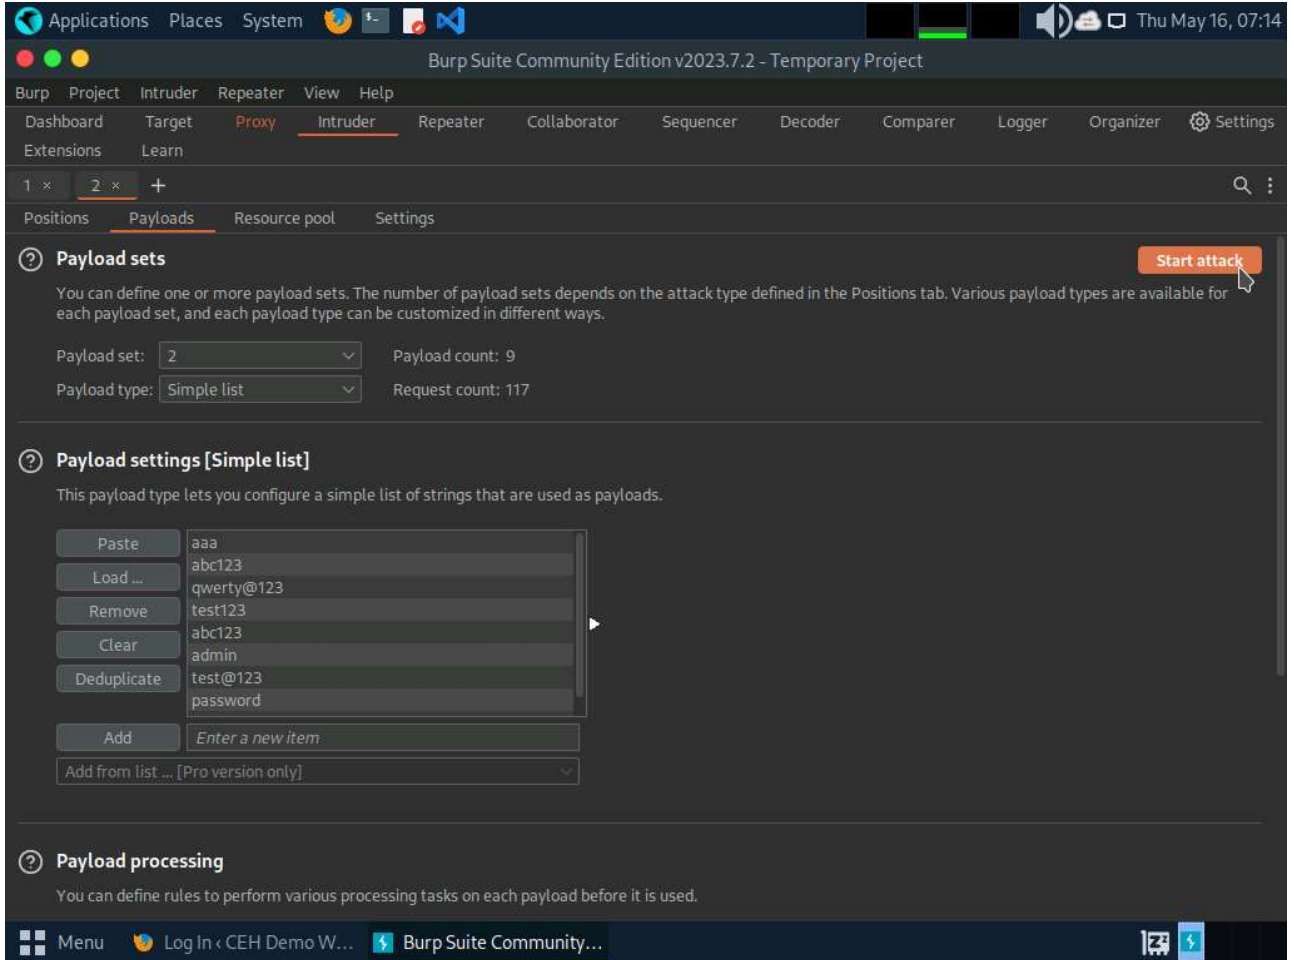 Applications Places System Thu May 16, 07:14
Burp Suite Community Edition v2023.7.2 - Temporary Project
Burp Project Intruder Repeater View Help
Dashboard Target Proxy Intruder Repeater Collaborator Sequencer Decoder Comparer Logger Organizer Settings
Extensions Learn
1 × 2 × +
Positions Payloads Resource pool Settings
? Payload sets Start attack
You can define one or more payload sets. The number of payload sets depends on the attack type defined in the Positions tab. Various payload types are available for
each payload set, and each payload type can be customized in different ways.
Payload set: 2 Payload count: 9
Payload type: Simple list Request count: 117
? Payload settings [Simple list]
This payload type lets you configure a simple list of strings that are used as payloads.
Paste
Load ...
Remove
Clear
Deduplicate
aaa
abc123
qwerty@123
test123
abc123
admin
test@123
password
Add Enter a new item
Add from list ... [Pro version only]
? Payload processing
You can define rules to perform various processing tasks on each payload before it is used.
Menu Log In ‹ CEH Demo W... Burp Suite Community...